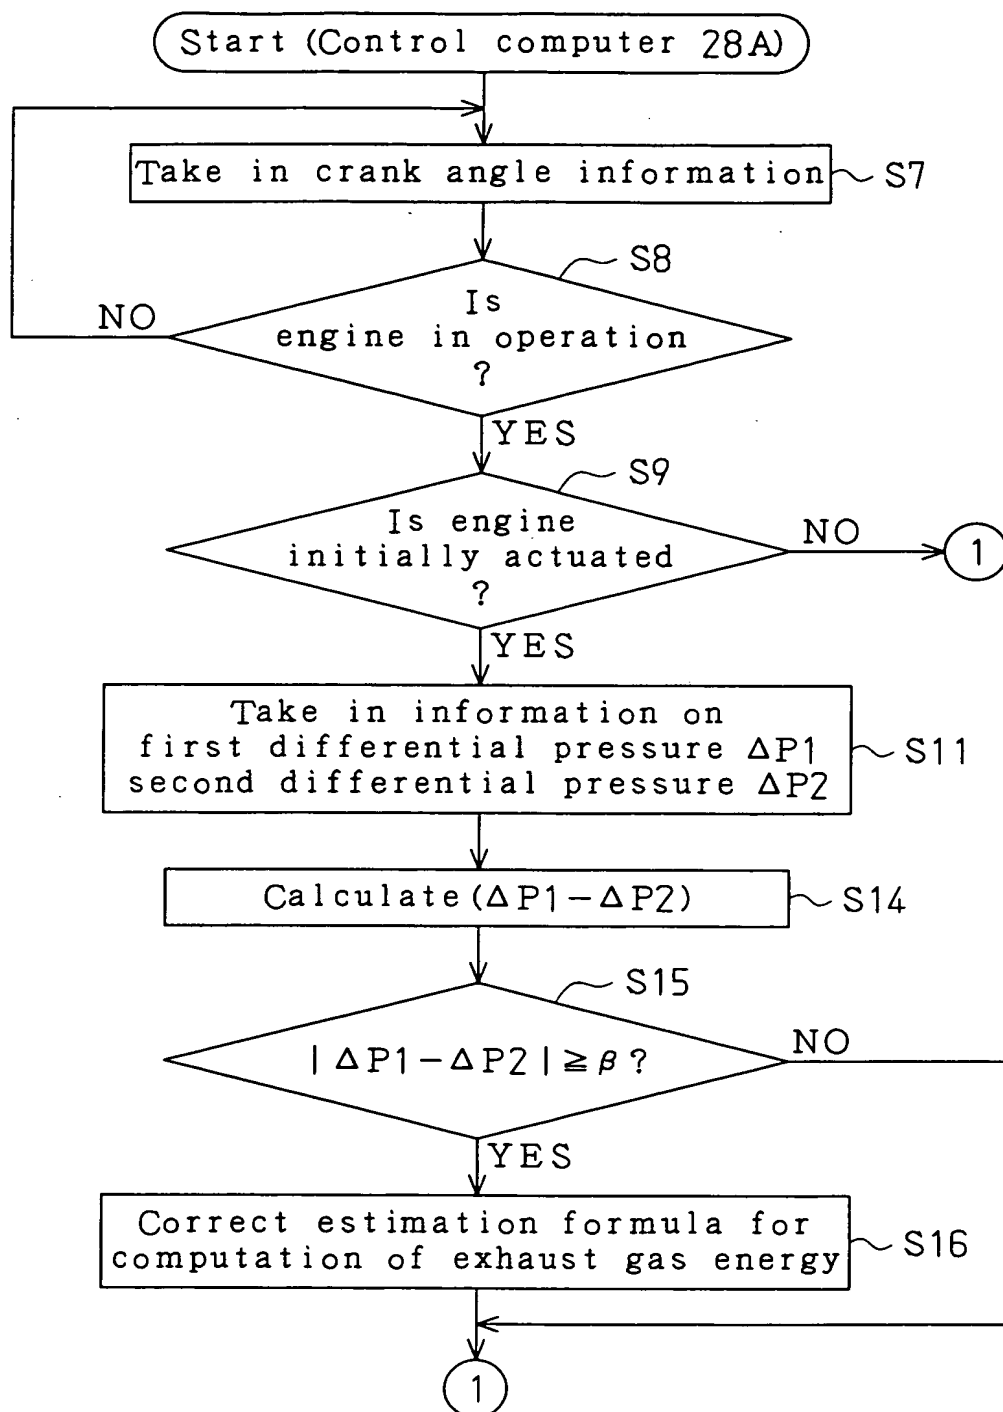 Start (Control computer 28A)
Take in crank angle information
S7
S8
Is
engine in operation
?
NO
YES
S9
Is engine
initially actuated
?
NO
1
YES
Take in information on
first differential pressure ΔP1
second differential pressure ΔP2
S11
Calculate (ΔP1−ΔP2)
S14
S15
|ΔP1−ΔP2|≧β?
NO
YES
Correct estimation formula for
computation of exhaust gas energy
S16
1